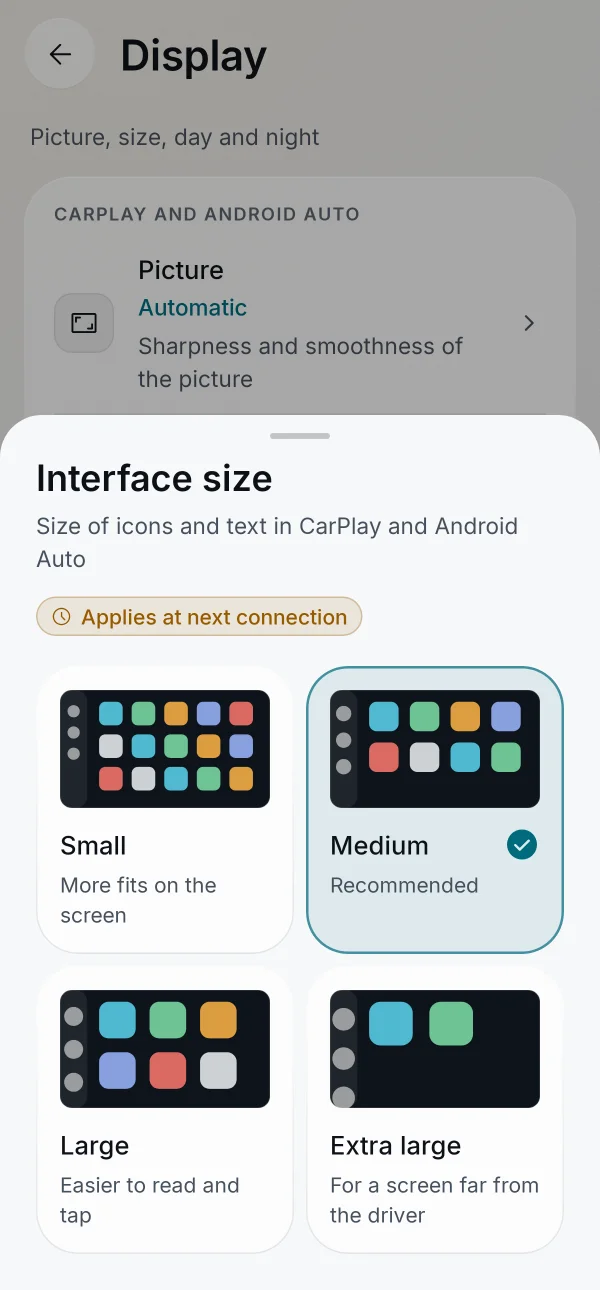 Display
Picture, size, day and night
CARPLAY AND ANDROID AUTO
Picture
Automatic
Sharpness and smoothness of
the picture
Interface size
Size of icons and text in CarPlay and Android
Auto
Applies at next connection
Small
More fits on the
screen
Medium
Recommended
Large
Easier to read and
tap
Extra large
For a screen far from
the driver